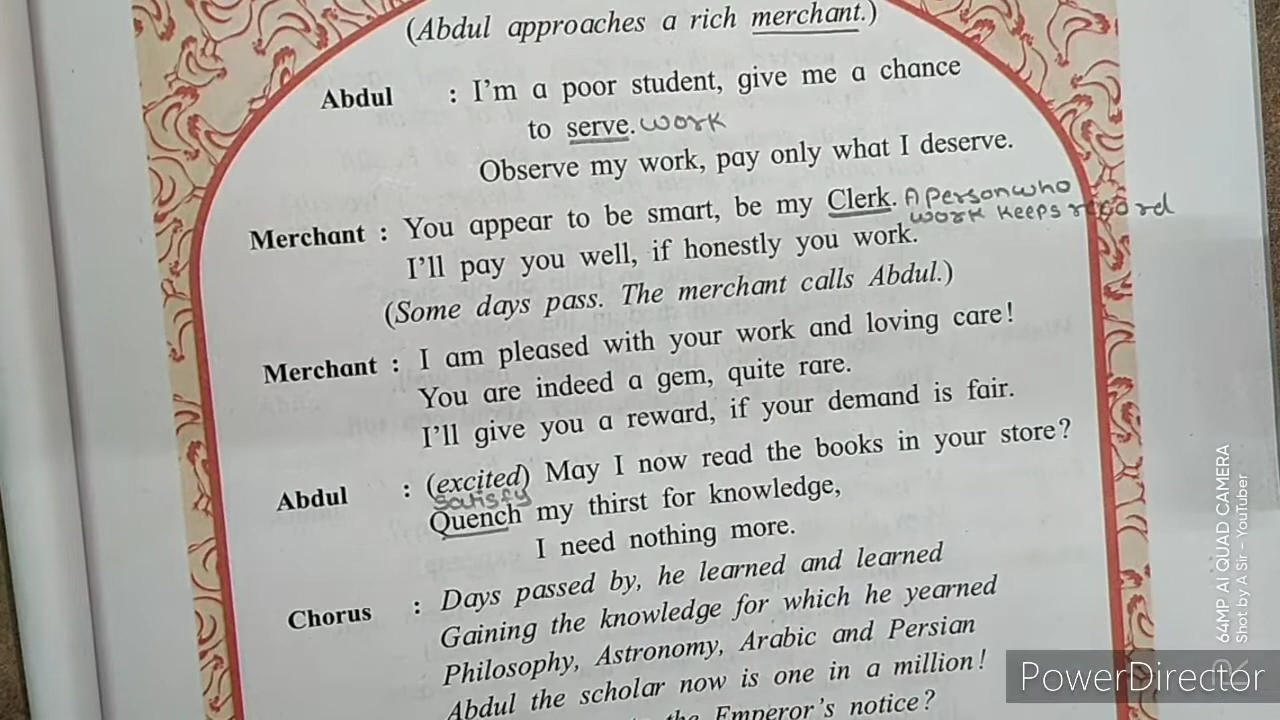 (Abdul approaches a rich merchant.)
Abdul : I'm a poor student, give me a chance
to serve. work
Observe my work, pay only what I deserve.
Merchant : You appear to be smart, be my Clerk. A Person who
work keeps record
I'll pay you well, if honestly you work.
(Some days pass. The merchant calls Abdul.)
Merchant : I am pleased with your work and loving care!
You are indeed a gem, quite rare.
I'll give you a reward, if your demand is fair.
Abdul : (excited) May I now read the books in your store?
Satisfy
Quench my thirst for knowledge,
I need nothing more.
Chorus : Days passed by, he learned and learned
Gaining the knowledge for which he yearned
Philosophy, Astronomy, Arabic and Persian
Abdul the scholar now is one in a million!
the Emperor's notice?
64MP AI QUAD CAMERA
Shot by A Sir - YouTuber
PowerDirector